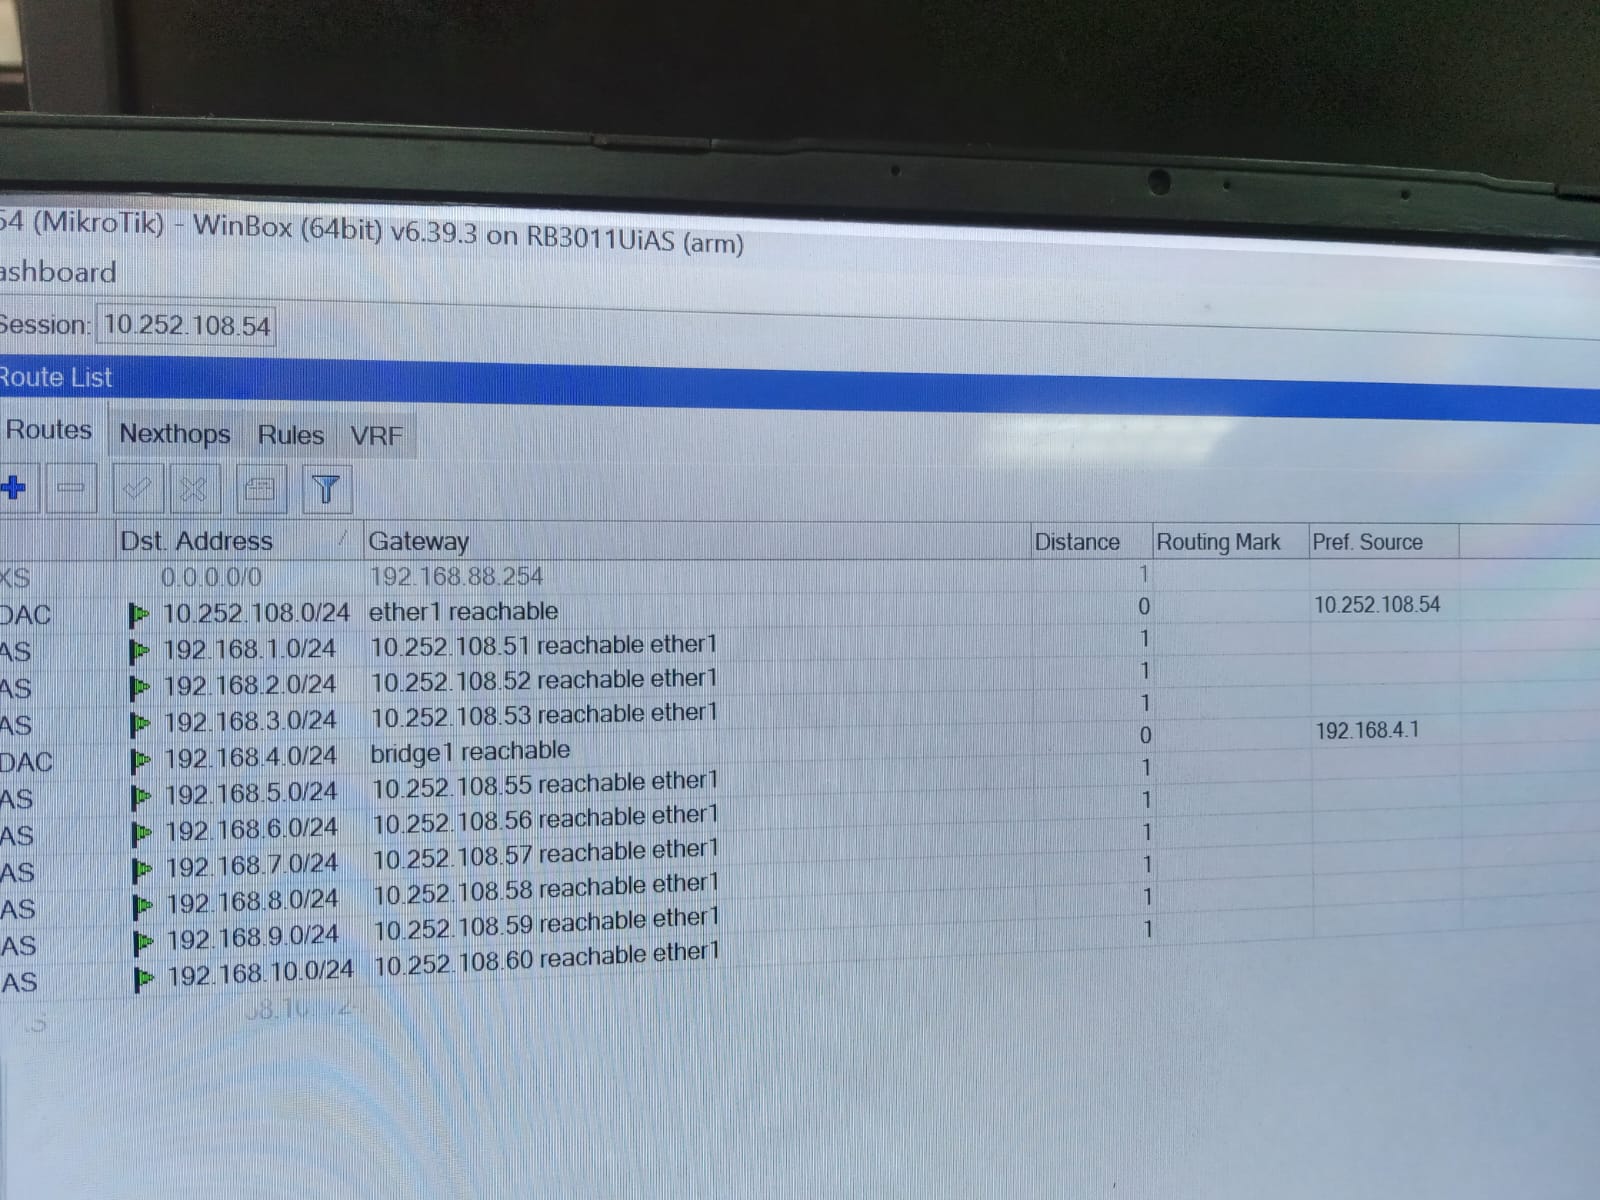 54 (MikroTik) - WinBox (64bit) v6.39.3 on RB3011UiAS (arm)
ashboard
Session: 10.252.108.54
Route List
Routes Nexthops Rules VRF
Dst. Address Gateway Distance Routing Mark Pref. Source
XS 0.0.0.0/0 192.168.88.254 1
DAC 10.252.108.0/24 ether1 reachable 0 10.252.108.54
AS 192.168.1.0/24 10.252.108.51 reachable ether1 1
AS 192.168.2.0/24 10.252.108.52 reachable ether1 1
AS 192.168.3.0/24 10.252.108.53 reachable ether1 1
DAC 192.168.4.0/24 bridge1 reachable 0 192.168.4.1
AS 192.168.5.0/24 10.252.108.55 reachable ether1 1
AS 192.168.6.0/24 10.252.108.56 reachable ether1 1
AS 192.168.7.0/24 10.252.108.57 reachable ether1 1
AS 192.168.8.0/24 10.252.108.58 reachable ether1 1
AS 192.168.9.0/24 10.252.108.59 reachable ether1 1
AS 192.168.10.0/24 10.252.108.60 reachable ether1 1